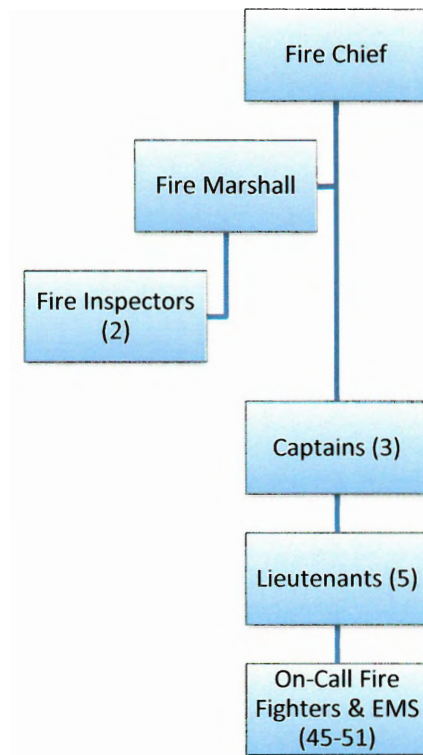 Fire Chief
Fire Marshall
Fire Inspectors
(2)
Captains (3)
Lieutenants (5)
On-Call Fire
Fighters & EMS
(45-51)